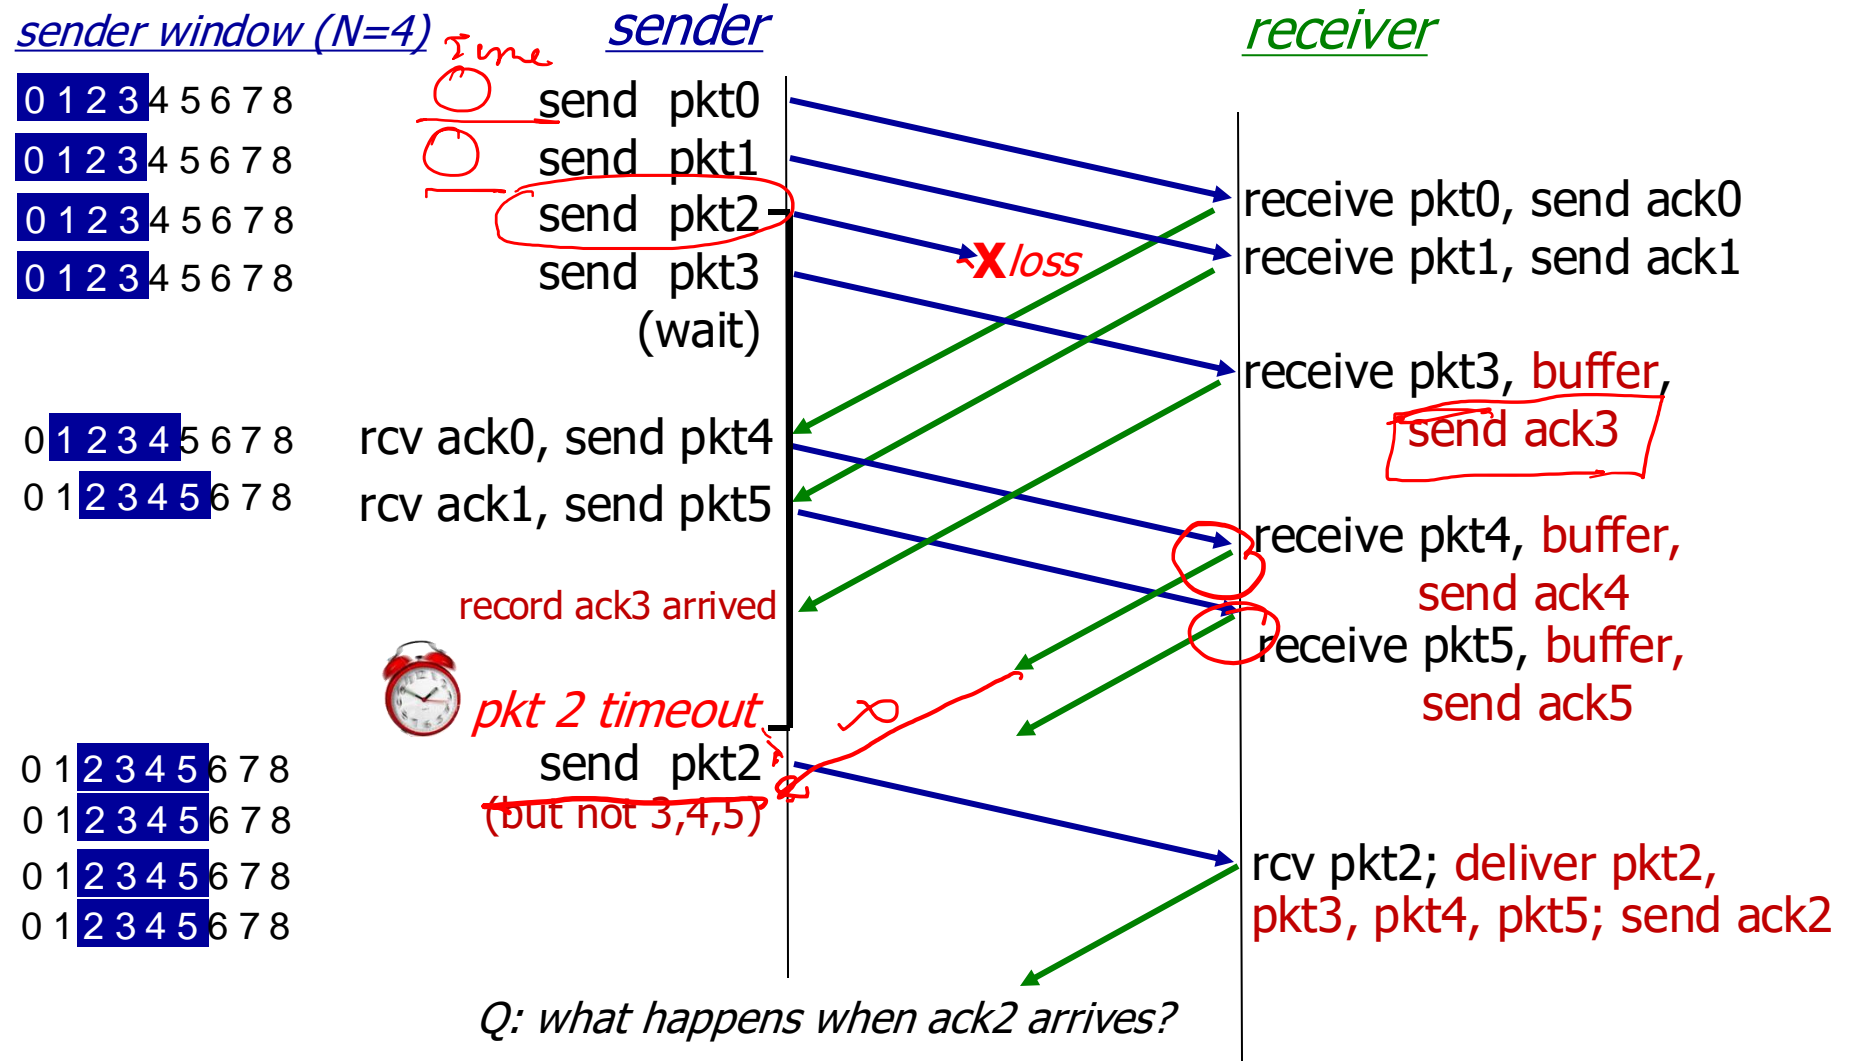 sender window (N=4)
sender
receiver
Time
0 1 2 3 4 5 6 7 8
send pkt0
0 1 2 3 4 5 6 7 8
send pkt1
receive pkt0, send ack0
0 1 2 3 4 5 6 7 8
send pkt2
X loss
receive pkt1, send ack1
0 1 2 3 4 5 6 7 8
send pkt3
(wait)
receive pkt3, buffer,
send ack3
0 1 2 3 4 5 6 7 8
rcv ack0, send pkt4
0 1 2 3 4 5 6 7 8
rcv ack1, send pkt5
receive pkt4, buffer,
send ack4
record ack3 arrived
receive pkt5, buffer,
send ack5
pkt 2 timeout
0 1 2 3 4 5 6 7 8
send pkt2
0 1 2 3 4 5 6 7 8
(but not 3,4,5)
0 1 2 3 4 5 6 7 8
rcv pkt2; deliver pkt2,
0 1 2 3 4 5 6 7 8
pkt3, pkt4, pkt5; send ack2
Q: what happens when ack2 arrives?